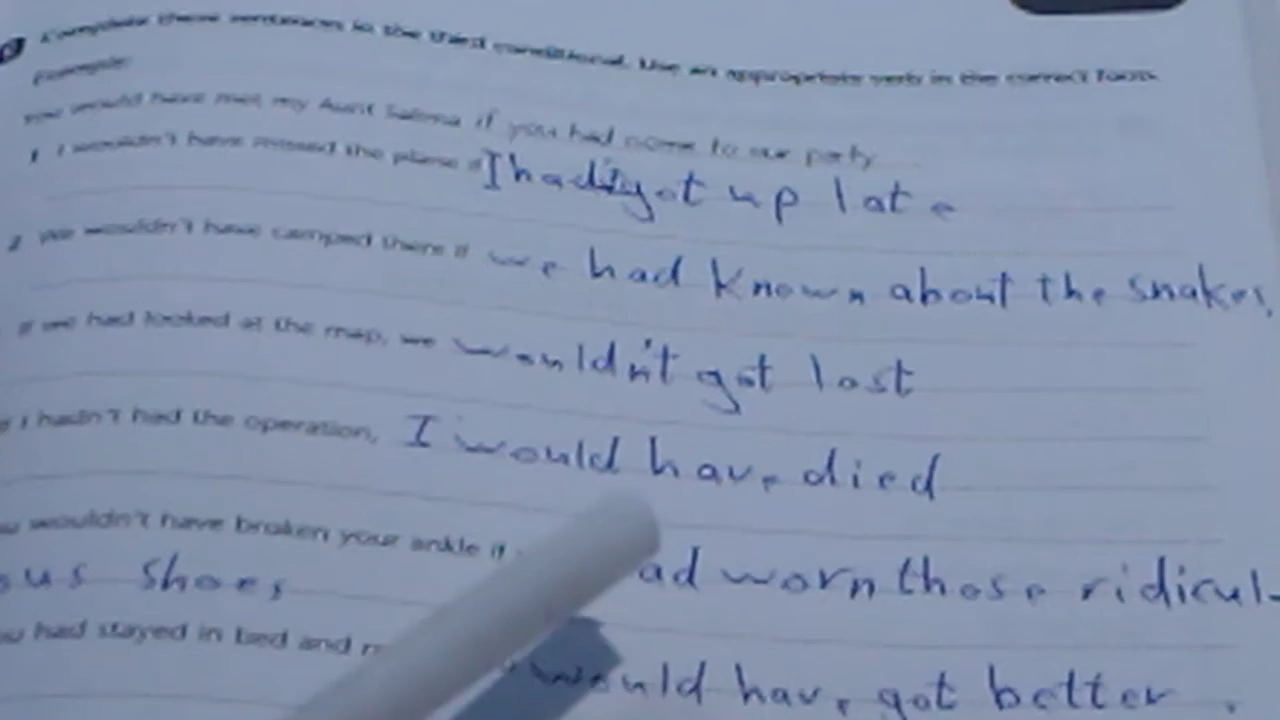 Complete these sentences in the third conditional. Use an appropriate verb in the correct form.
Example:
You would have met my Aunt Salma if you had come to our party
1 I wouldn't have missed the plane if I had got up late
2 We wouldn't have camped there if we had known about the snakes,
If we had looked at the map, we wouldn't got lost
I hadn't had the operation, I would have died
wouldn't have broken your ankle if ad worn those ridicul-
ous shoes
had stayed in bed and would have got better .